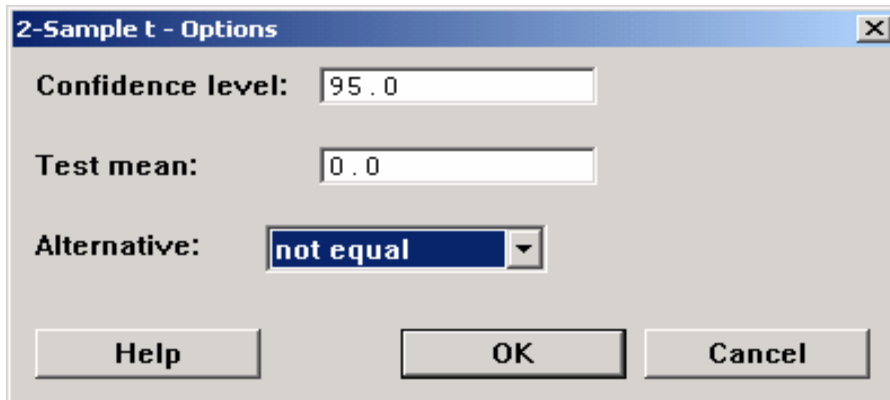 2-Sample t - Options
Confidence level: 95.0
Test mean: 0.0
Alternative: not equal
Help OK Cancel